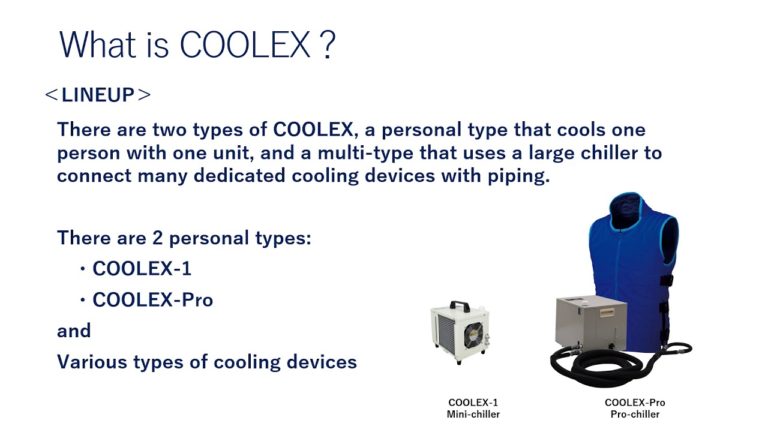 What is COOLEX？
＜LINEUP＞
There are two types of COOLEX, a personal type that cools one
person with one unit, and a multi-type that uses a large chiller to
connect many dedicated cooling devices with piping.
There are 2 personal types:
・COOLEX-1
・COOLEX-Pro
and
Various types of cooling devices
COOLEX-1
Mini-chiller
COOLEX-Pro
Pro-chiller